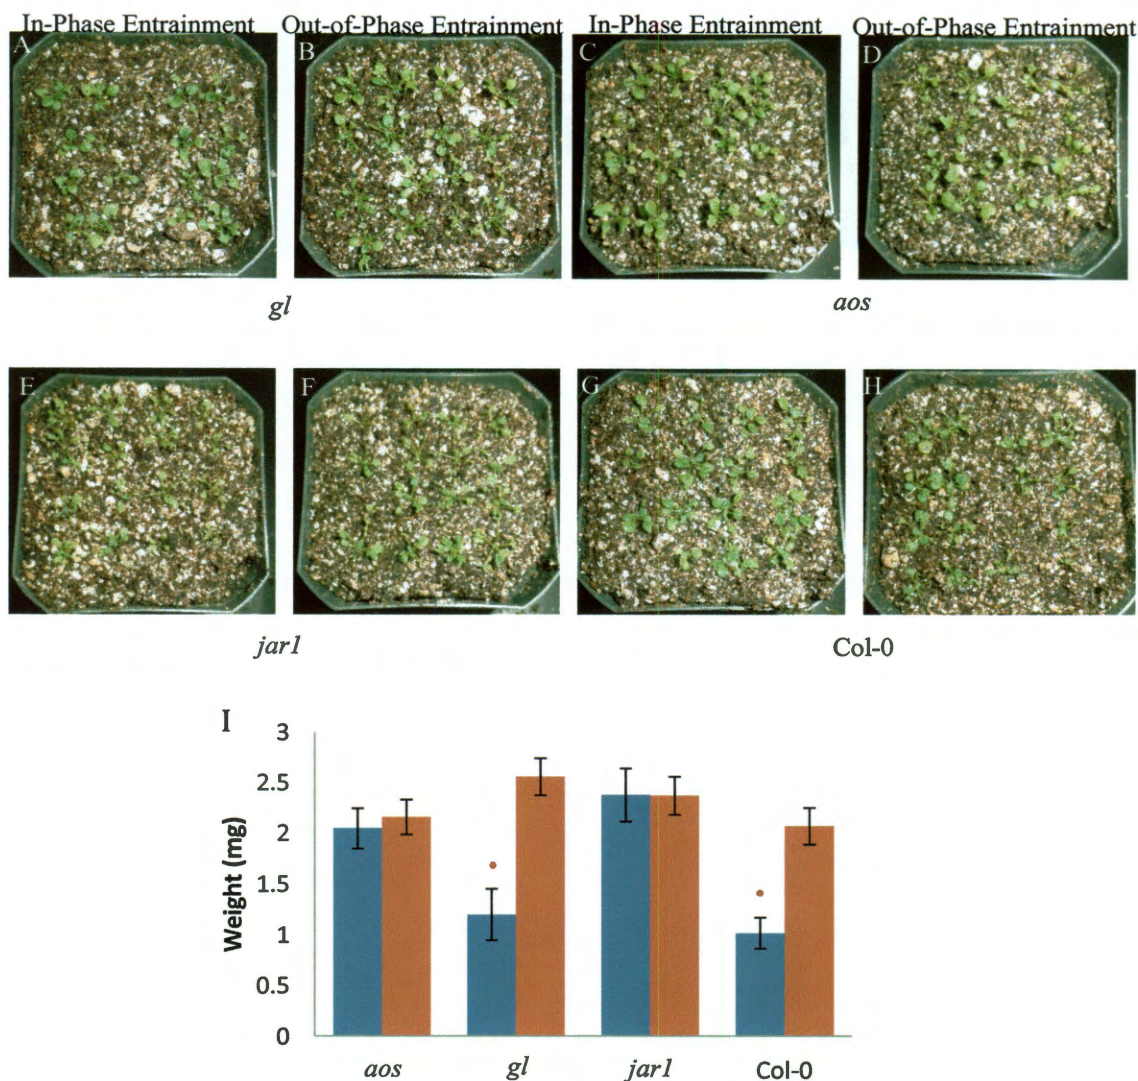 In-Phase Entrainment Out-of-Phase Entrainment In-Phase Entrainment Out-of-Phase Entrainment
A B C D
gl aos
E F G H
jar1 Col-0
I
3
2.5
2
1.5
1
0.5
0
Weight (mg)
aos gl jar1 Col-0